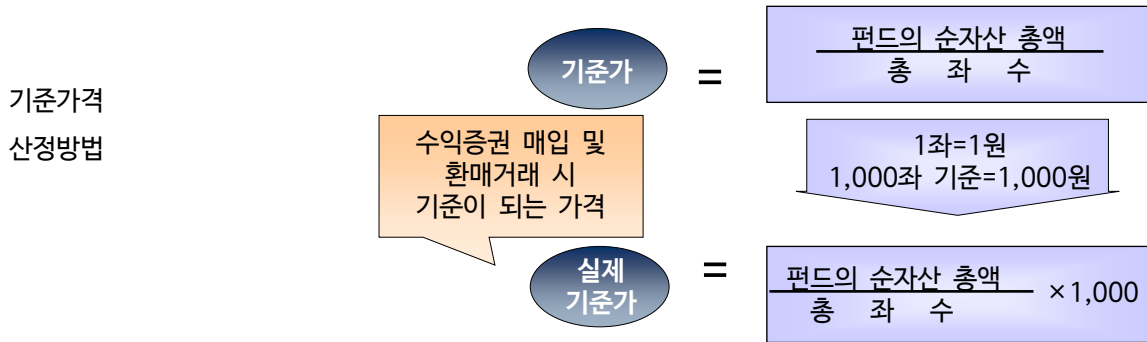 기준가격
산정방법
기준가
=
펀드의 순자산 총액
총 좌 수
수익증권 매입 및
환매거래 시
기준이 되는 가격
1좌=1원
1,000좌 기준=1,000원
실제
기준가
=
펀드의 순자산 총액
총 좌 수
×1,000